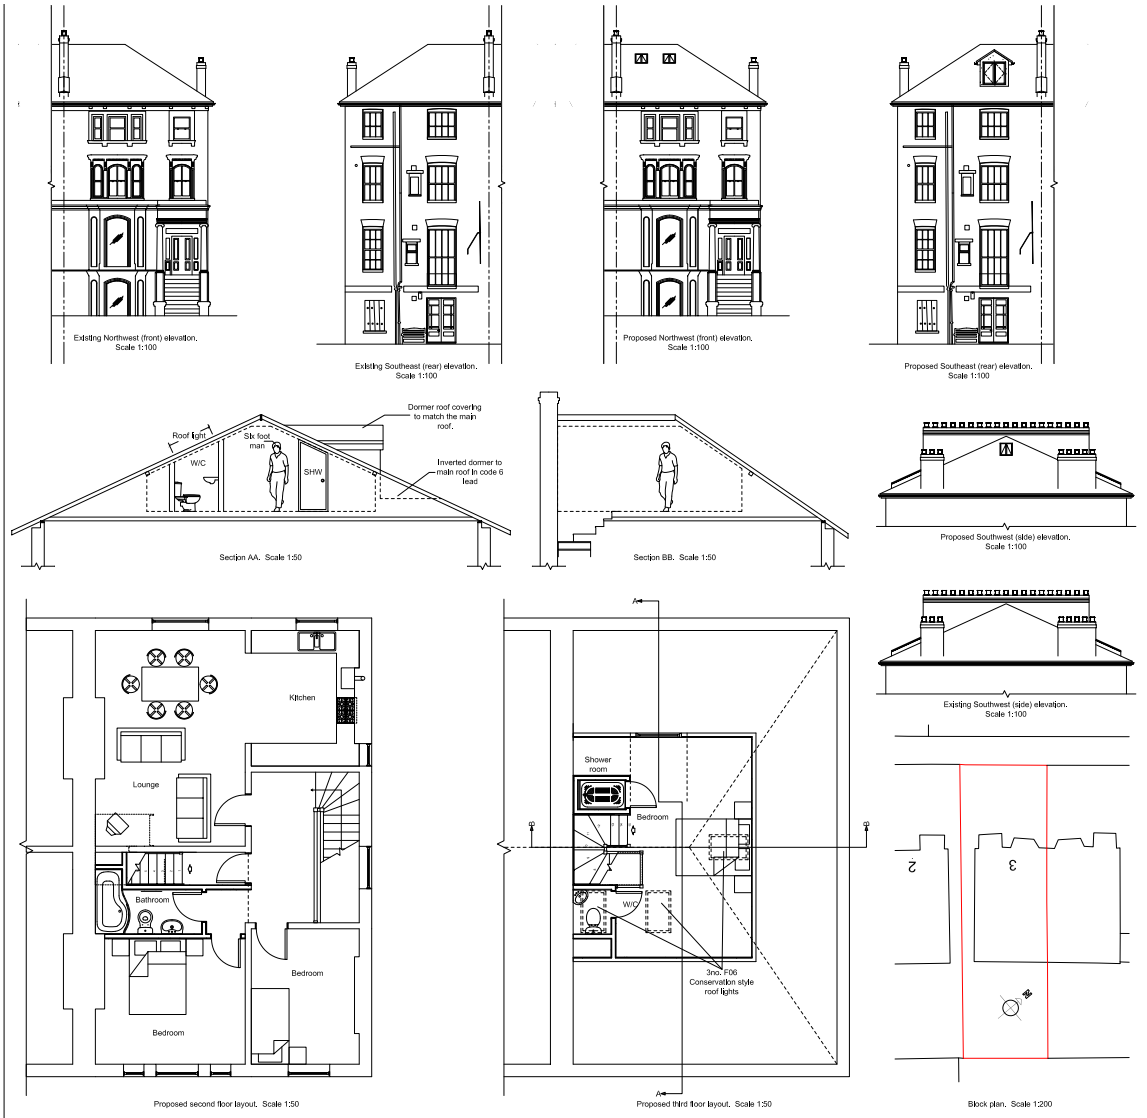 Existing Northwest (front) elevation.
Scale 1:100
Existing Southeast (rear) elevation.
Scale 1:100
Proposed Northwest (front) elevation.
Scale 1:100
Proposed Southeast (rear) elevation.
Scale 1:100
Roof light
W/C
Six foot
man
SHW
Dormer roof covering
to match the main
roof.
Inverted dormer to
main roof in code 6
lead
Section AA. Scale 1:50
Section BB. Scale 1:50
Proposed Southwest (side) elevation.
Scale 1:100
Existing Southwest (side) elevation.
Scale 1:100
Kitchen
Lounge
Bathroom
Bedroom
Bedroom
Proposed second floor layout. Scale 1:50
A
Shower
room
Bedroom
B
B
W/C
3no. F06
Conservation style
roof lights
A
Proposed third floor layout. Scale 1:50
2
3
N
Block plan. Scale 1:200